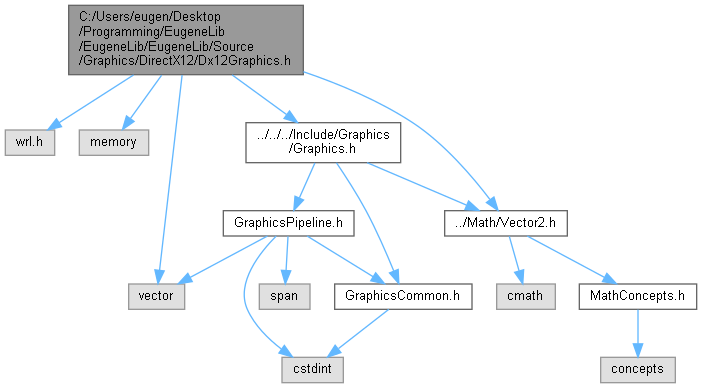 C:/Users/eugen/Desktop
/Programming/EugeneLib
/EugeneLib/EugeneLib/Source
/Graphics/DirectX12/Dx12Graphics.h
wrl.h
memory
../../../Include/Graphics
/Graphics.h
GraphicsPipeline.h
../Math/Vector2.h
vector
span
GraphicsCommon.h
cmath
MathConcepts.h
cstdint
concepts